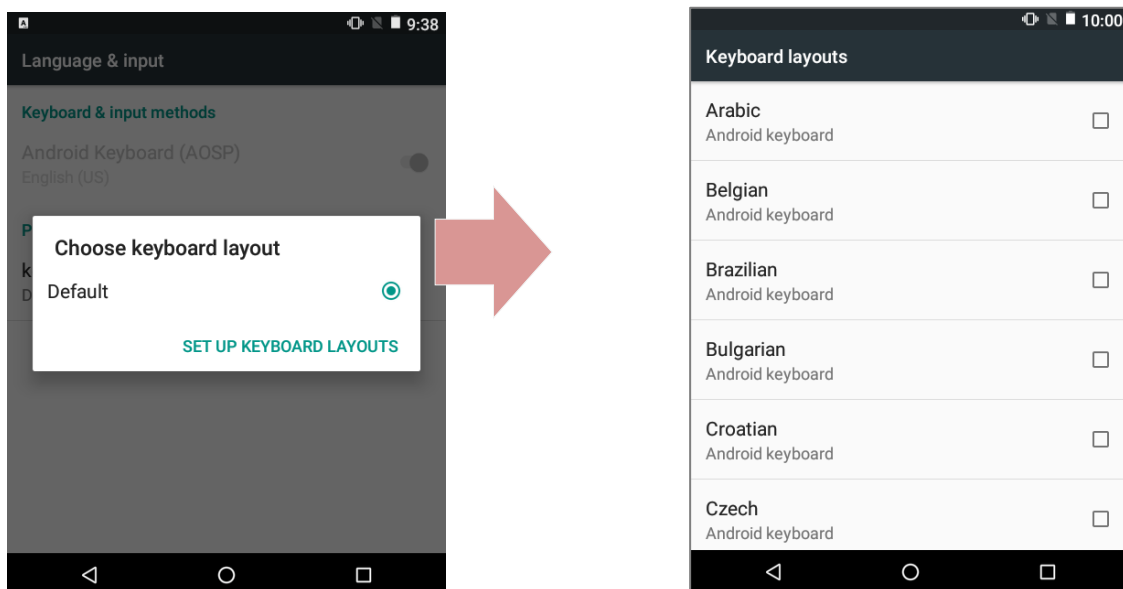 A
9:38
Language & input
Keyboard & input methods
Android Keyboard (AOSP)
English (US)
P
Choose keyboard layout
k
D
Default
SET UP KEYBOARD LAYOUTS
10:00
Keyboard layouts
Arabic
Android keyboard
Belgian
Android keyboard
Brazilian
Android keyboard
Bulgarian
Android keyboard
Croatian
Android keyboard
Czech
Android keyboard